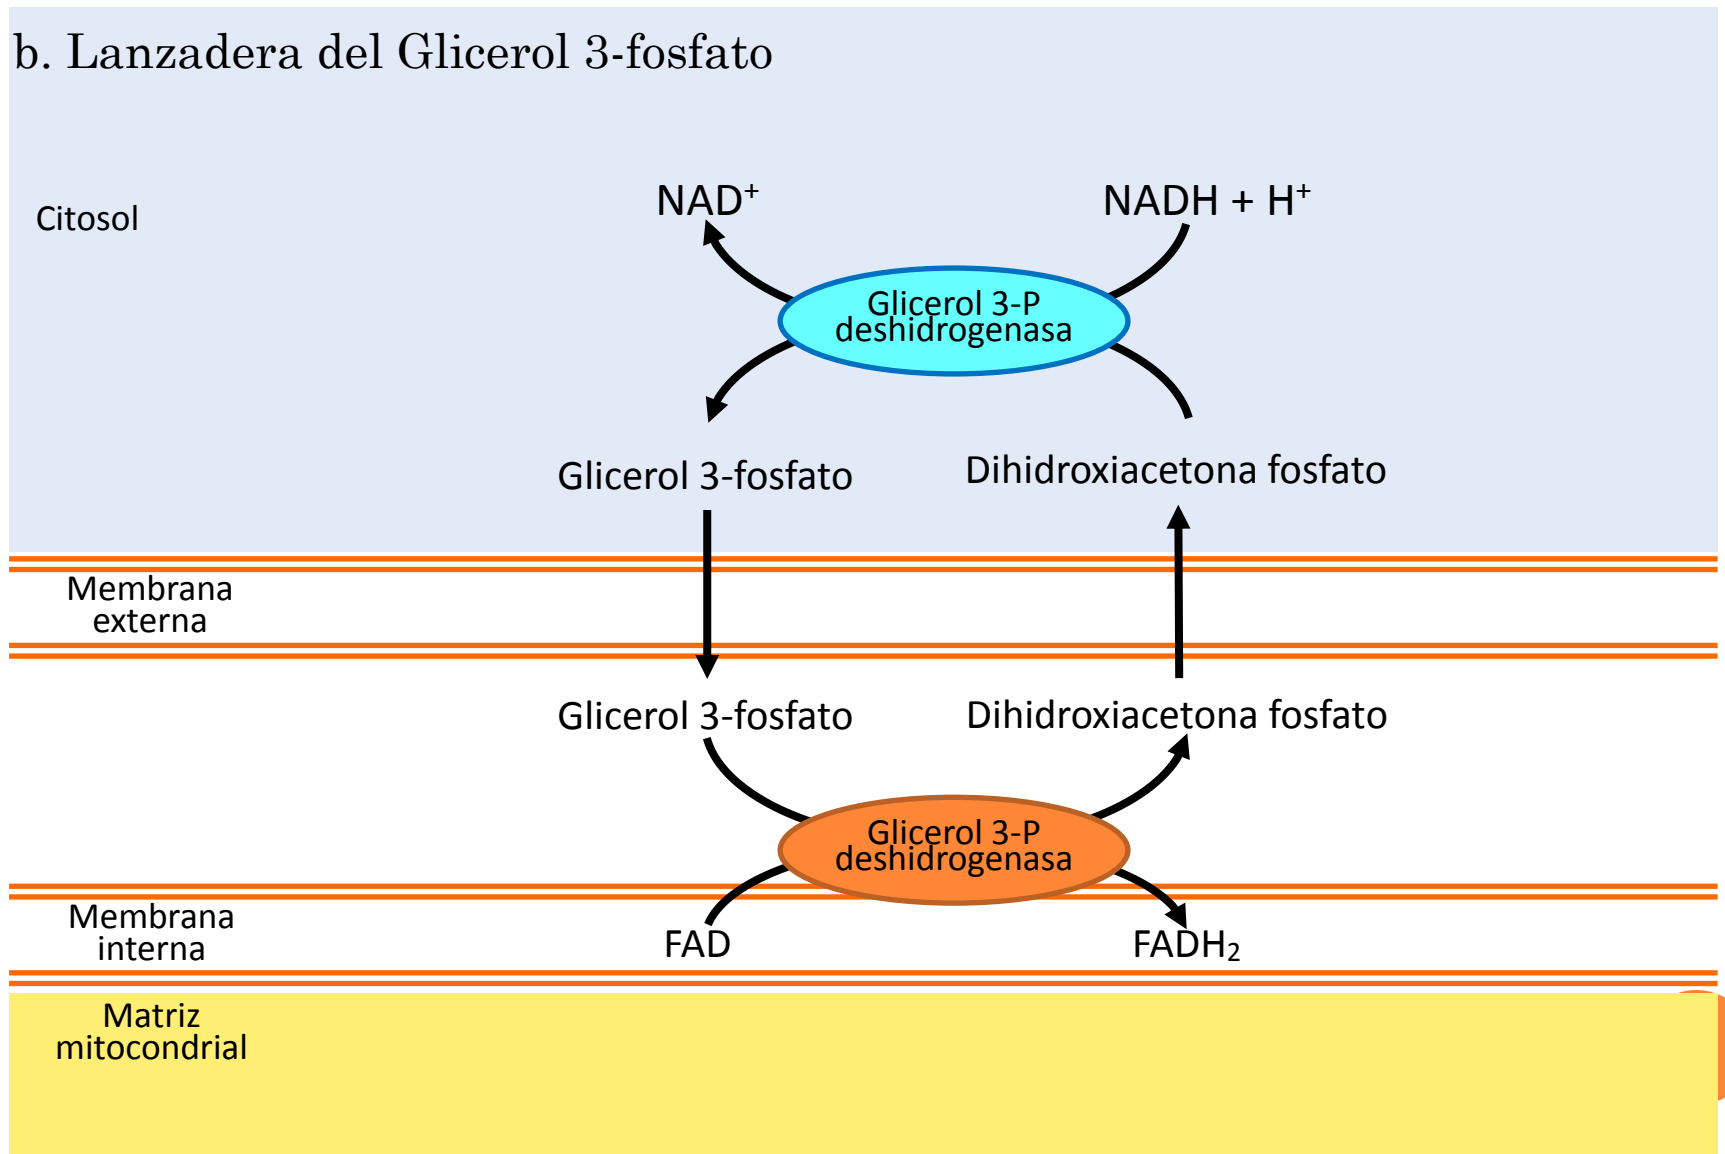 b. Lanzadera del Glicerol 3-fosfato
Citosol
NAD⁺
NADH + H⁺
Glicerol 3-P
deshidrogenasa
Glicerol 3-fosfato
Dihidroxiacetona fosfato
Membrana
externa
Glicerol 3-fosfato
Dihidroxiacetona fosfato
Glicerol 3-P
deshidrogenasa
Membrana
interna
FAD
FADH₂
Matriz
mitocondrial